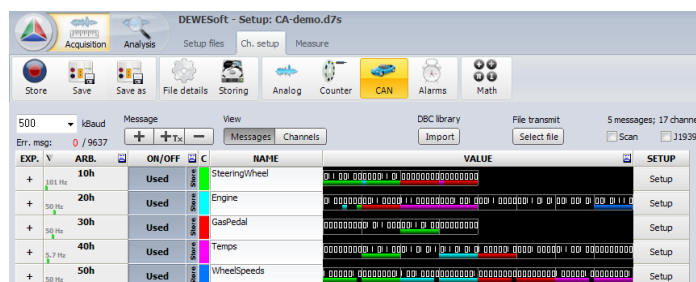 DEWESoft - Setup: CA-demo.d7s
Acquisition Analysis Setup files Ch. setup Measure
Store Save Save as File details Storing Analog Counter CAN Alarms Math
500 kBaud Message View DBC library File transmit 5 messages; 17 channe
Err. msg: 0 / 9637 + + Tx − Messages Channels Import Select file Scan J1939
EXP. ARB. ON/OFF C NAME VALUE SETUP
+ 101 Hz 10h Used Store SteeringWheel Setup
+ 50 Hz 20h Used Store Engine Setup
+ 50 Hz 30h Used Store GasPedal Setup
+ 5.7 Hz 40h Used Store Temps Setup
+ 50 Hz 50h Used Store WheelSpeeds Setup